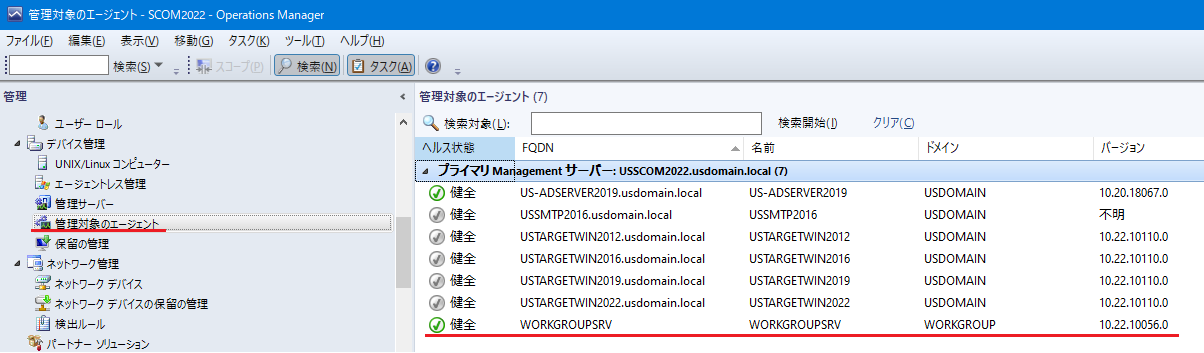 管理対象のエージェント - SCOM2022 - Operations Manager
ファイル(F) 編集(E) 表示(V) 移動(G) タスク(K) ツール(T) ヘルプ(H)
検索(S) スコープ(P) 検索(N) タスク(A)
管理
ユーザー ロール
デバイス管理
UNIX/Linux コンピューター
エージェントレス管理
管理サーバー
管理対象のエージェント
保留の管理
ネットワーク管理
ネットワーク デバイス
ネットワーク デバイスの保留の管理
検出ルール
パートナー ソリューション
管理対象のエージェント (7)
検索対象(L): 検索開始(I) クリア(C)
ヘルス状態 FQDN 名前 ドメイン バージョン
プライマリ Management サーバー: USSCOM2022.usdomain.local (7)
健全 US-ADSERVER2019.usdomain.local US-ADSERVER2019 USDOMAIN 10.20.18067.0
健全 USSMTP2016.usdomain.local USSMTP2016 USDOMAIN 不明
健全 USTARGETWIN2012.usdomain.local USTARGETWIN2012 USDOMAIN 10.22.10110.0
健全 USTARGETWIN2016.usdomain.local USTARGETWIN2016 USDOMAIN 10.22.10110.0
健全 USTARGETWIN2019.usdomain.local USTARGETWIN2019 USDOMAIN 10.22.10110.0
健全 USTARGETWIN2022.usdomain.local USTARGETWIN2022 USDOMAIN 10.22.10110.0
健全 WORKGROUPSRV WORKGROUPSRV WORKGROUP 10.22.10056.0